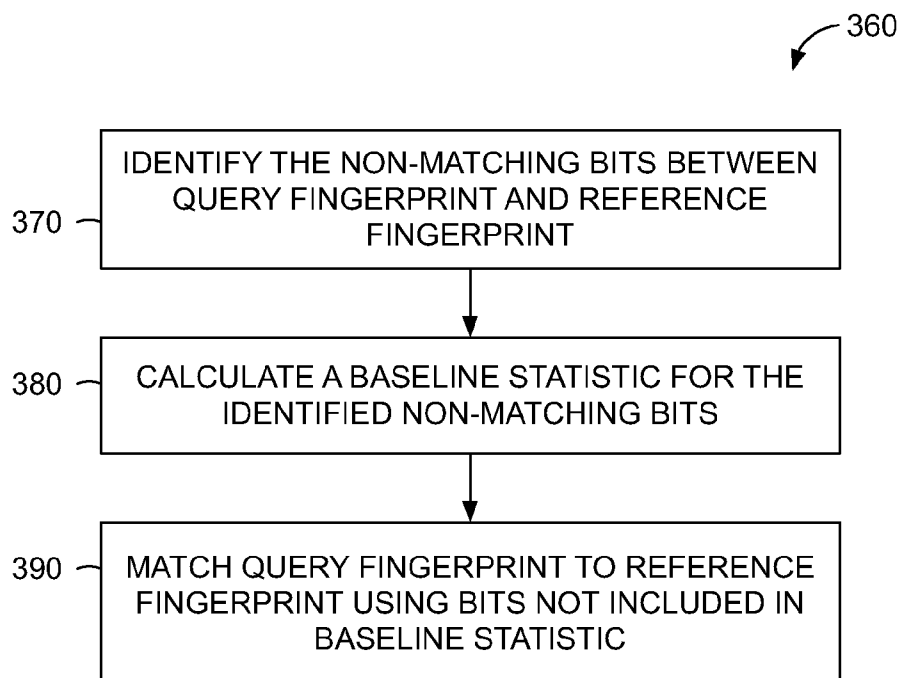 360
IDENTIFY THE NON-MATCHING BITS BETWEEN
QUERY FINGERPRINT AND REFERENCE
FINGERPRINT
370
CALCULATE A BASELINE STATISTIC FOR THE
IDENTIFIED NON-MATCHING BITS
380
MATCH QUERY FINGERPRINT TO REFERENCE
FINGERPRINT USING BITS NOT INCLUDED IN
BASELINE STATISTIC
390